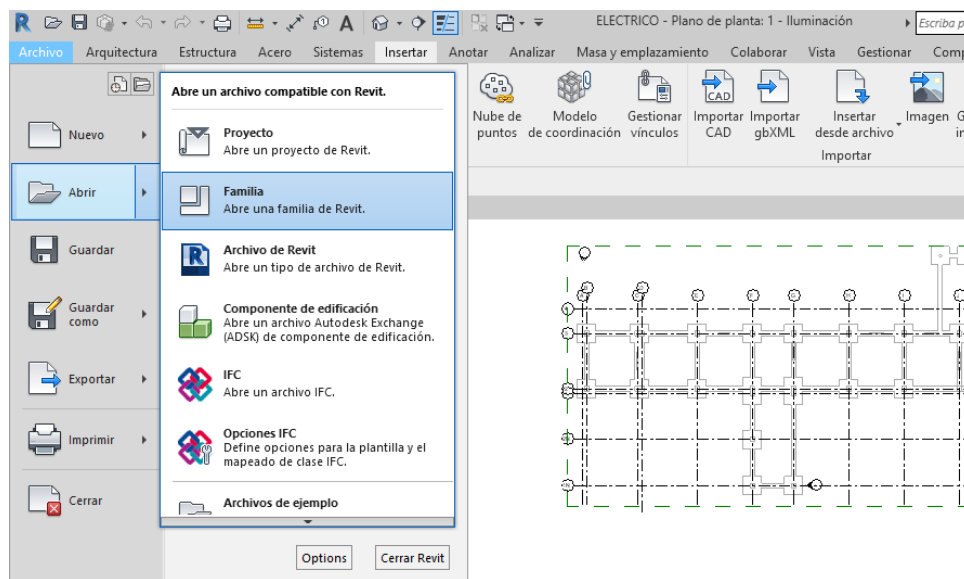 ELECTRICO - Plano de planta: 1 - Iluminación
Escriba p
Archivo Arquitectura Estructura Acero Sistemas Insertar Anotar Analizar Masa y emplazamiento Colaborar Vista Gestionar Comp
Abre un archivo compatible con Revit.
Nuevo
Abrir
Guardar
Guardar
como
Exportar
Imprimir
Cerrar
Proyecto
Abre un proyecto de Revit.
Familia
Abre una familia de Revit.
Archivo de Revit
Abre un tipo de archivo de Revit.
Componente de edificación
Abre un archivo Autodesk Exchange
(ADSK) de componente de edificación.
IFC
Abre un archivo IFC.
Opciones IFC
Define opciones para la plantilla y el
mapeado de clase IFC.
Archivos de ejemplo
Options
Cerrar Revit
Nube de
puntos
Modelo
de coordinación
Gestionar
vínculos
CAD
Importar
CAD
Importar
gbXML
Insertar
desde archivo
Imagen
G
in
Importar